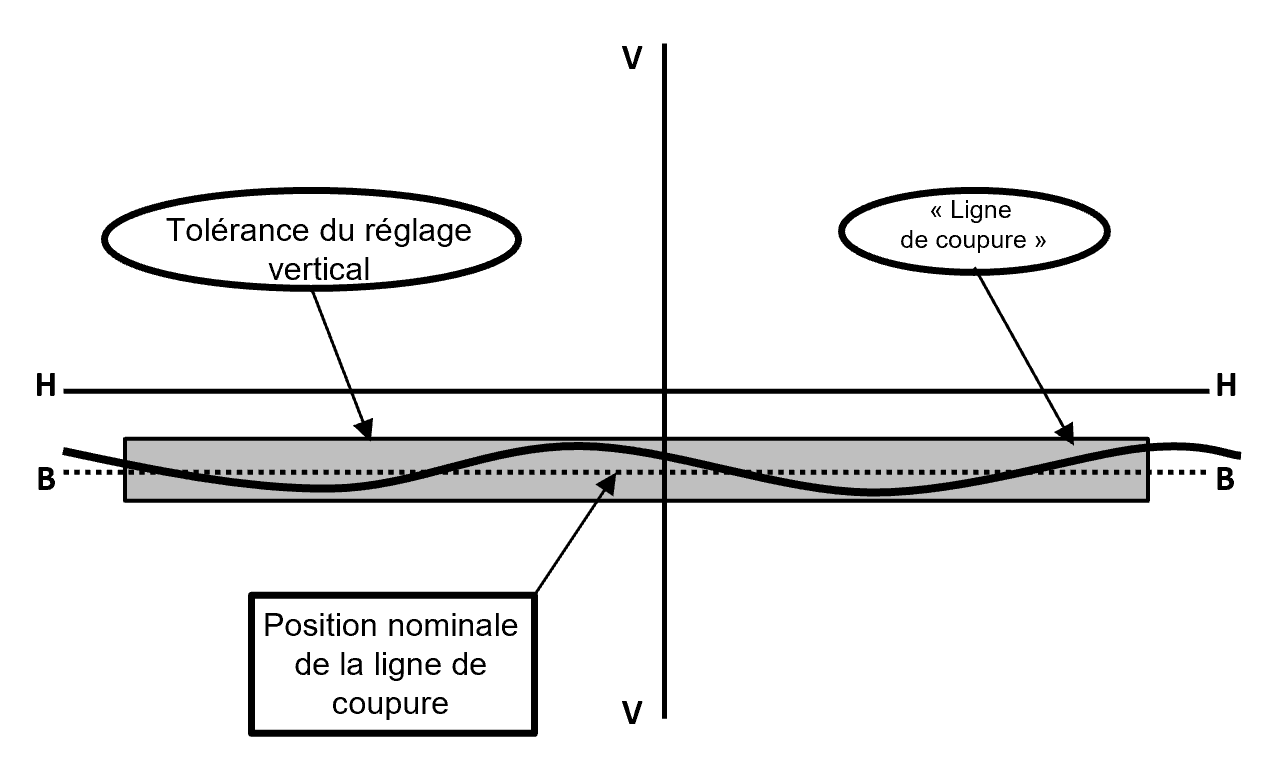 V
Tolérance du réglage
vertical
« Ligne
de coupure »
H
H
B
B
Position nominale
de la ligne de
coupure
V